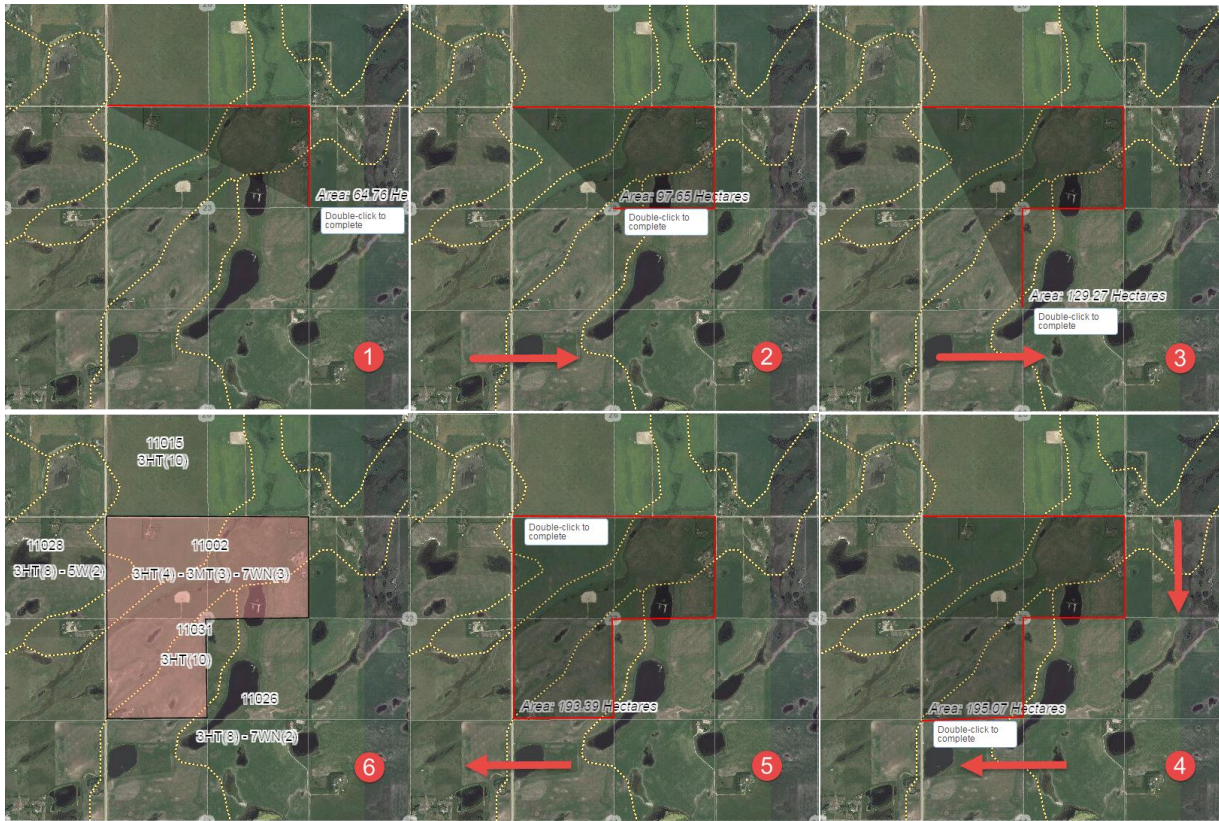 Area: 64.76 He
Double-click to
complete
1
Area: 97.65 Hectares
Double-click to
complete
2
Area: 129.27 Hectares
Double-click to
complete
3
11015
3HT(10)
11028
3HT(8) - 5W(2)
11002
3HT(4) - 3MT(3) - 7WN(3)
11031
3HT(10)
11026
3HT(8) - 7WN(2)
6
Double-click to
complete
Area: 193.39 Hectares
5
Area: 195.07 Hectares
Double-click to
complete
4